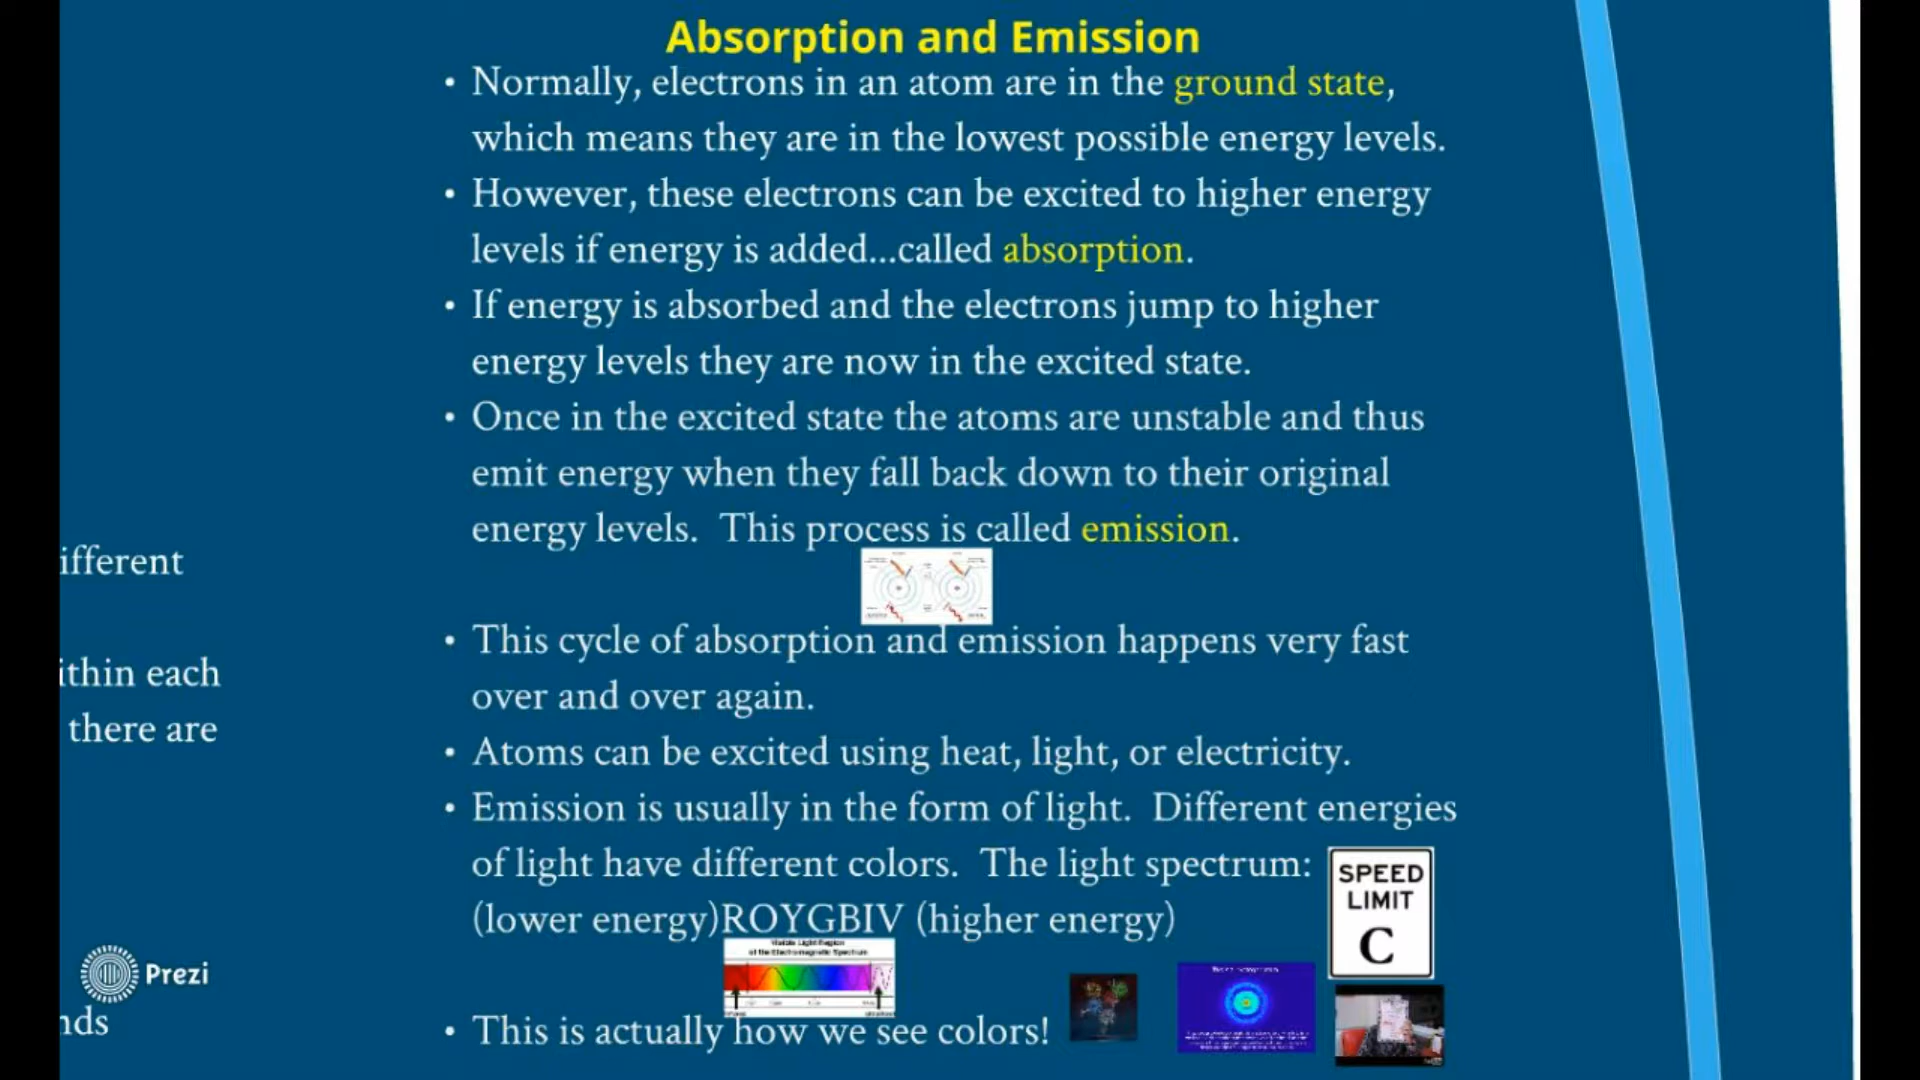 Absorption and Emission
• Normally, electrons in an atom are in the ground state,
which means they are in the lowest possible energy levels.
• However, these electrons can be excited to higher energy
levels if energy is added...called absorption.
• If energy is absorbed and the electrons jump to higher
energy levels they are now in the excited state.
• Once in the excited state the atoms are unstable and thus
emit energy when they fall back down to their original
energy levels.  This process is called emission.
• This cycle of absorption and emission happens very fast
over and over again.
• Atoms can be excited using heat, light, or electricity.
• Emission is usually in the form of light.  Different energies
of light have different colors.  The light spectrum:
(lower energy)ROYGBIV (higher energy)
Visible Light Region
of the Electromagnetic Spectrum
• This is actually how we see colors!
SPEED
LIMIT
C
ifferent
ithin each
there are
nds
Prezi